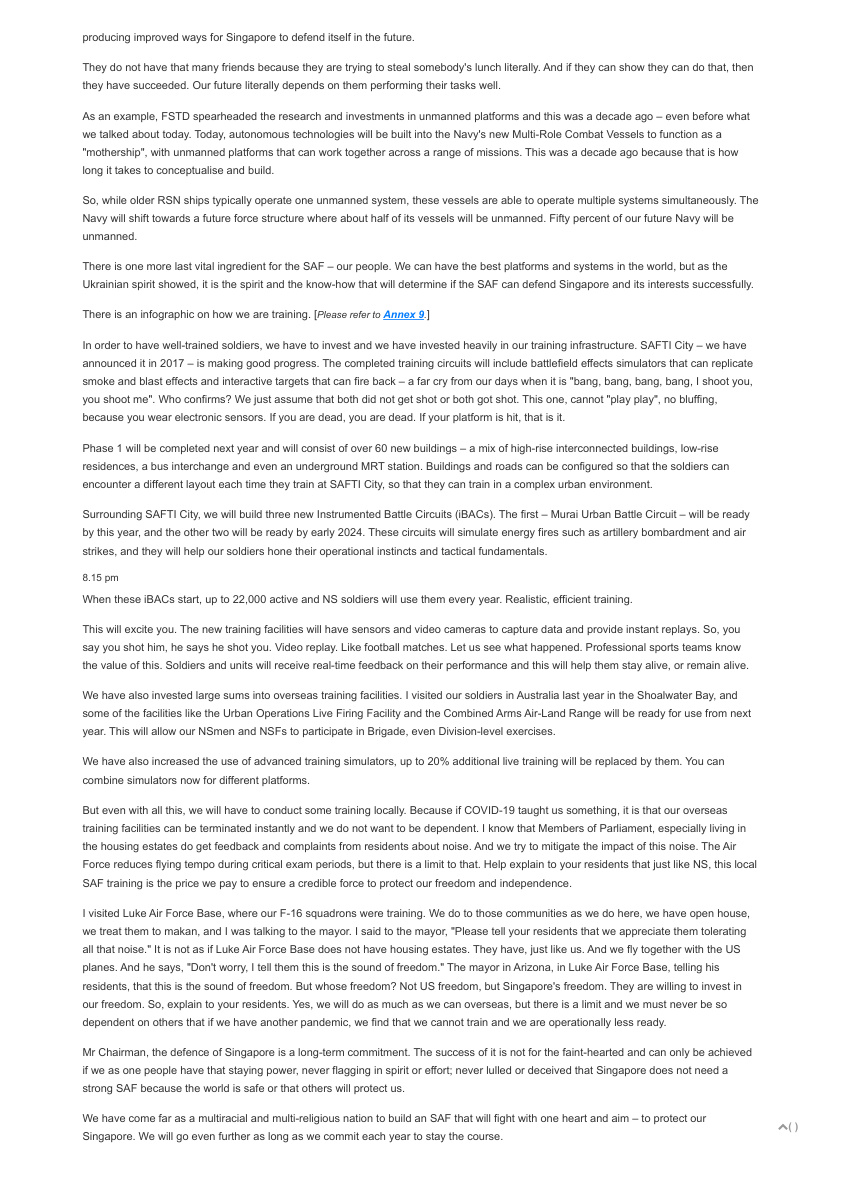 producing improved ways for Singapore to defend itself in the future.
They do not have that many friends because they are trying to steal somebody's lunch literally. And if they can show they can do that, then
they have succeeded. Our future literally depends on them performing their tasks well.
As an example, FSTD spearheaded the research and investments in unmanned platforms and this was a decade ago – even before what
we talked about today. Today, autonomous technologies will be built into the Navy's new Multi-Role Combat Vessels to function as a
"mothership", with unmanned platforms that can work together across a range of missions. This was a decade ago because that is how
long it takes to conceptualise and build.
So, while older RSN ships typically operate one unmanned system, these vessels are able to operate multiple systems simultaneously. The
Navy will shift towards a future force structure where about half of its vessels will be unmanned. Fifty percent of our future Navy will be
unmanned.
There is one more last vital ingredient for the SAF – our people. We can have the best platforms and systems in the world, but as the
Ukrainian spirit showed, it is the spirit and the know-how that will determine if the SAF can defend Singapore and its interests successfully.
There is an infographic on how we are training. [Please refer to Annex 9.]
In order to have well-trained soldiers, we have to invest and we have invested heavily in our training infrastructure. SAFTI City – we have
announced it in 2017 – is making good progress. The completed training circuits will include battlefield effects simulators that can replicate
smoke and blast effects and interactive targets that can fire back – a far cry from our days when it is "bang, bang, bang, bang, I shoot you,
you shoot me". Who confirms? We just assume that both did not get shot or both got shot. This one, cannot "play play", no bluffing,
because you wear electronic sensors. If you are dead, you are dead. If your platform is hit, that is it.
Phase 1 will be completed next year and will consist of over 60 new buildings – a mix of high-rise interconnected buildings, low-rise
residences, a bus interchange and even an underground MRT station. Buildings and roads can be configured so that the soldiers can
encounter a different layout each time they train at SAFTI City, so that they can train in a complex urban environment.
Surrounding SAFTI City, we will build three new Instrumented Battle Circuits (iBACs). The first – Murai Urban Battle Circuit – will be ready
by this year, and the other two will be ready by early 2024. These circuits will simulate energy fires such as artillery bombardment and air
strikes, and they will help our soldiers hone their operational instincts and tactical fundamentals.
8.15 pm
When these iBACs start, up to 22,000 active and NS soldiers will use them every year. Realistic, efficient training.
This will excite you. The new training facilities will have sensors and video cameras to capture data and provide instant replays. So, you
say you shot him, he says he shot you. Video replay. Like football matches. Let us see what happened. Professional sports teams know
the value of this. Soldiers and units will receive real-time feedback on their performance and this will help them stay alive, or remain alive.
We have also invested large sums into overseas training facilities. I visited our soldiers in Australia last year in the Shoalwater Bay, and
some of the facilities like the Urban Operations Live Firing Facility and the Combined Arms Air-Land Range will be ready for use from next
year. This will allow our NSmen and NSFs to participate in Brigade, even Division-level exercises.
We have also increased the use of advanced training simulators, up to 20% additional live training will be replaced by them. You can
combine simulators now for different platforms.
But even with all this, we will have to conduct some training locally. Because if COVID-19 taught us something, it is that our overseas
training facilities can be terminated instantly and we do not want to be dependent. I know that Members of Parliament, especially living in
the housing estates do get feedback and complaints from residents about noise. And we try to mitigate the impact of this noise. The Air
Force reduces flying tempo during critical exam periods, but there is a limit to that. Help explain to your residents that just like NS, this local
SAF training is the price we pay to ensure a credible force to protect our freedom and independence.
I visited Luke Air Force Base, where our F-16 squadrons were training. We do to those communities as we do here, we have open house,
we treat them to makan, and I was talking to the mayor. I said to the mayor, "Please tell your residents that we appreciate them tolerating
all that noise." It is not as if Luke Air Force Base does not have housing estates. They have, just like us. And we fly together with the US
planes. And he says, "Don't worry, I tell them this is the sound of freedom." The mayor in Arizona, in Luke Air Force Base, telling his
residents, that this is the sound of freedom. But whose freedom? Not US freedom, but Singapore's freedom. They are willing to invest in
our freedom. So, explain to your residents. Yes, we will do as much as we can overseas, but there is a limit and we must never be so
dependent on others that if we have another pandemic, we find that we cannot train and we are operationally less ready.
Mr Chairman, the defence of Singapore is a long-term commitment. The success of it is not for the faint-hearted and can only be achieved
if we as one people have that staying power, never flagging in spirit or effort; never lulled or deceived that Singapore does not need a
strong SAF because the world is safe or that others will protect us.
We have come far as a multiracial and multi-religious nation to build an SAF that will fight with one heart and aim – to protect our
Singapore. We will go even further as long as we commit each year to stay the course.
( )